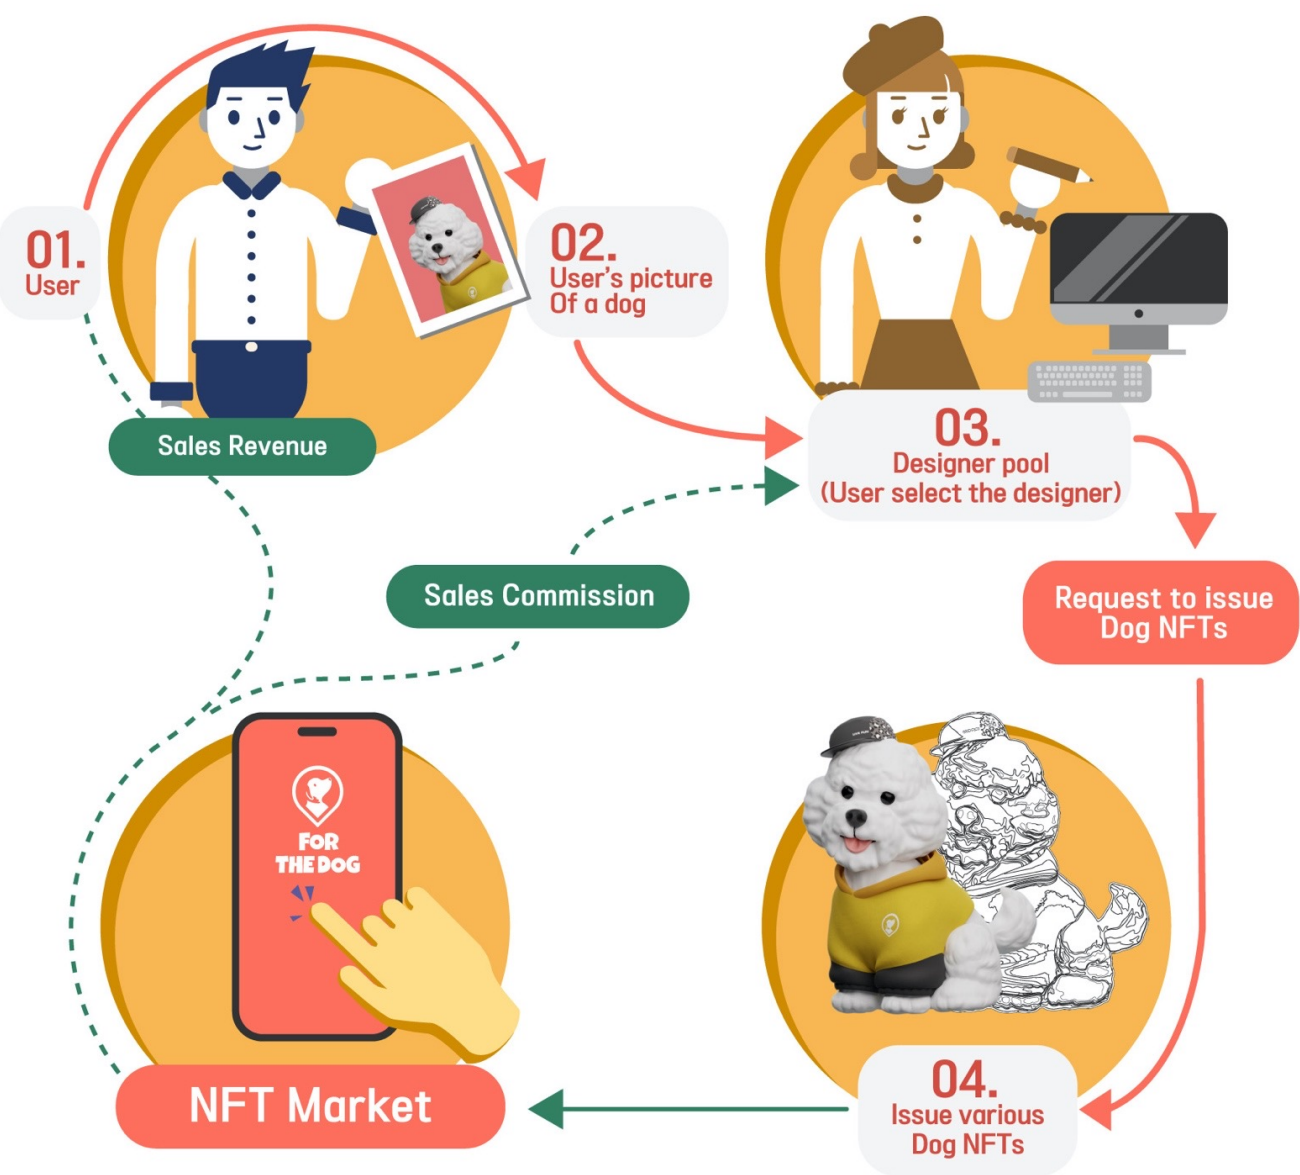 01.
User
02.
User's picture
Of a dog
Sales Revenue
03.
Designer pool
(User select the designer)
Sales Commission
Request to issue
Dog NFTs
FOR
THE DOG
NFT Market
04.
Issue various
Dog NFTs